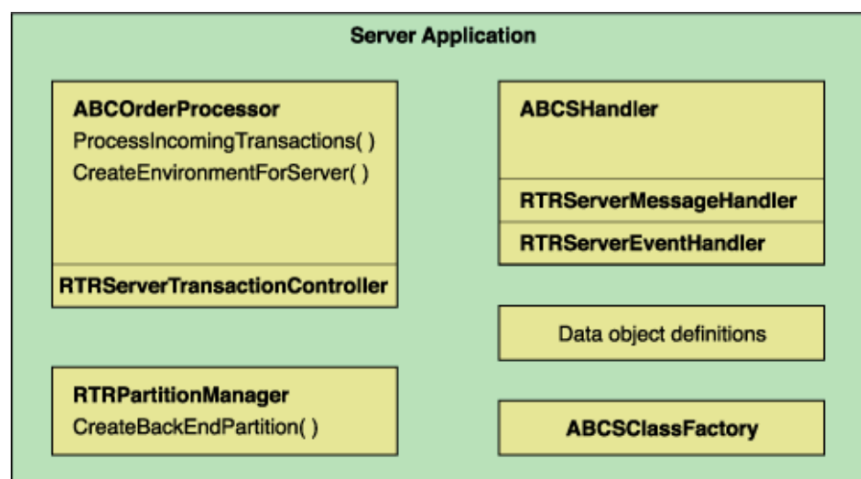 Server Application
ABCOrderProcessor
ProcessIncomingTransactions( )
CreateEnvironmentForServer( )
RTRServerTransactionController
RTRPartitionManager
CreateBackEndPartition( )
ABCSHandler
RTRServerMessageHandler
RTRServerEventHandler
Data object definitions
ABCSClassFactory